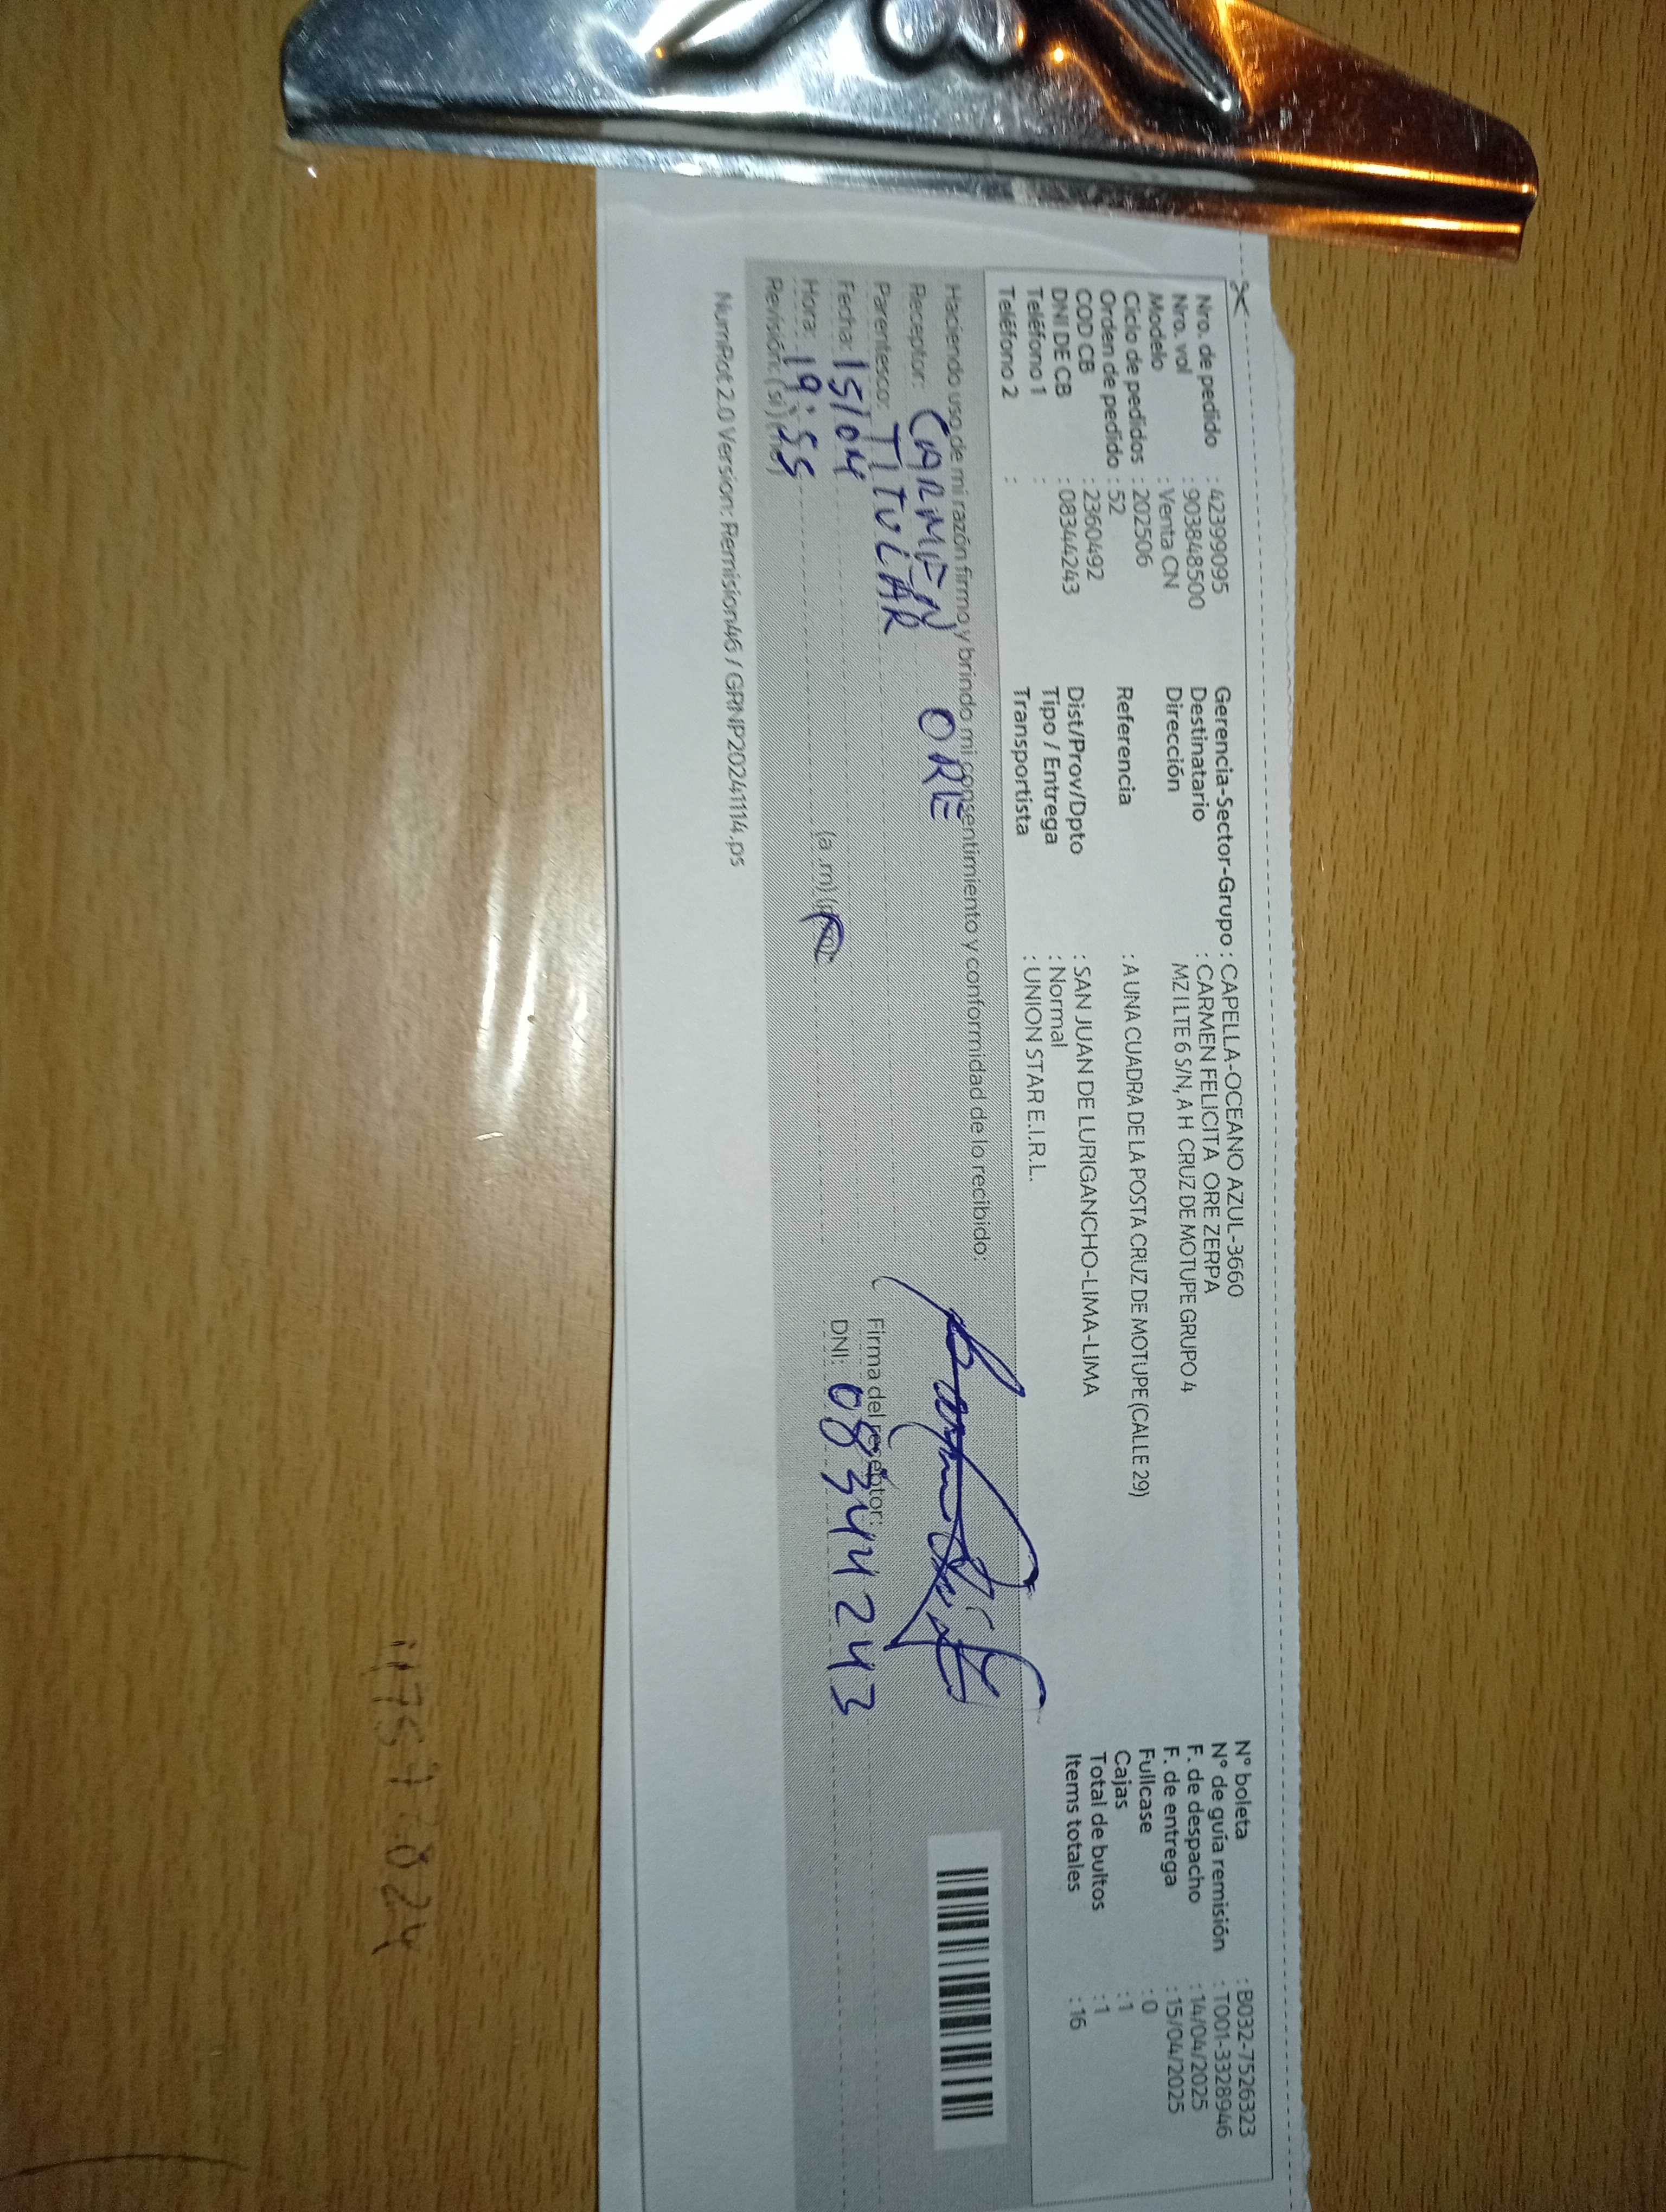 Nro. de pedido : 42399095
Nro. vol : 903848500
Modelo : Venta CN
Ciclo de pedidos : 202506
Orden de pedido : 52
COD CB : 2360492
DNI DE CB : 08344243
Teléfono 1 :
Teléfono 2 :
Gerencia-Sector-Grupo : CAPELLA-OCEANO AZUL-3660
Destinatario : CARMEN FELICITA ORE ZERPA
Dirección MZ I LTE 6 S/N, A H CRUZ DE MOTUPE GRUPO 4
Referencia : A UNA CUADRA DE LA POSTA CRUZ DE MOTUPE (CALLE 29)
Dist/Prov/Dpto : SAN JUAN DE LURIGANCHO-LIMA-LIMA
Tipo / Entrega : Normal
Transportista : UNION STAR E.I.R.L.
N° boleta : B032-7526323
N° de guía remisión : T001-3328946
F. de despacho : 14/04/2025
F. de entrega : 15/04/2025
Fullcase : 0
Cajas : 1
Total de bultos : 1
Items totales : 16
Haciendo uso de mi razón firmo y brindo mi consentimiento y conformidad de lo recibido:
Receptor: CARMEN ORE
Parentesco: TITULAR
Fecha: 15/04
Hora: 19:55 (a.m)
Revisión: (si)
Firma del receptor:
DNI: 08344243
NumRot 2.0 Version: Remision46 / GRNP20241114.ps